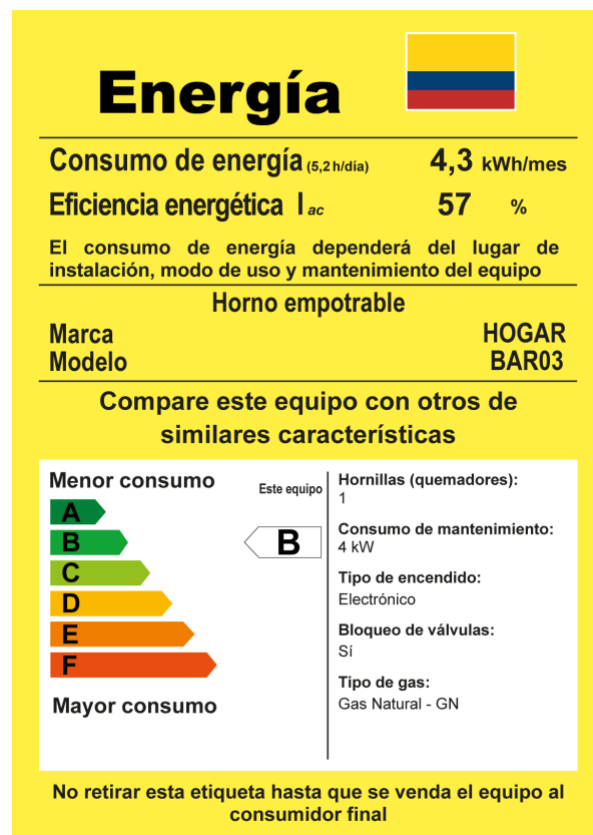 Energía
Consumo de energía (5,2 h/día) 4,3 kWh/mes
Eficiencia energética I ac 57 %
El consumo de energía dependerá del lugar de
instalación, modo de uso y mantenimiento del equipo
Horno empotrable
Marca HOGAR
Modelo BAR03
Compare este equipo con otros de
similares características
Menor consumo
Este equipo
A
B
B
C
D
E
F
Mayor consumo
Hornillas (quemadores):
1
Consumo de mantenimiento:
4 kW
Tipo de encendido:
Electrónico
Bloqueo de válvulas:
Sí
Tipo de gas:
Gas Natural - GN
No retirar esta etiqueta hasta que se venda el equipo al
consumidor final